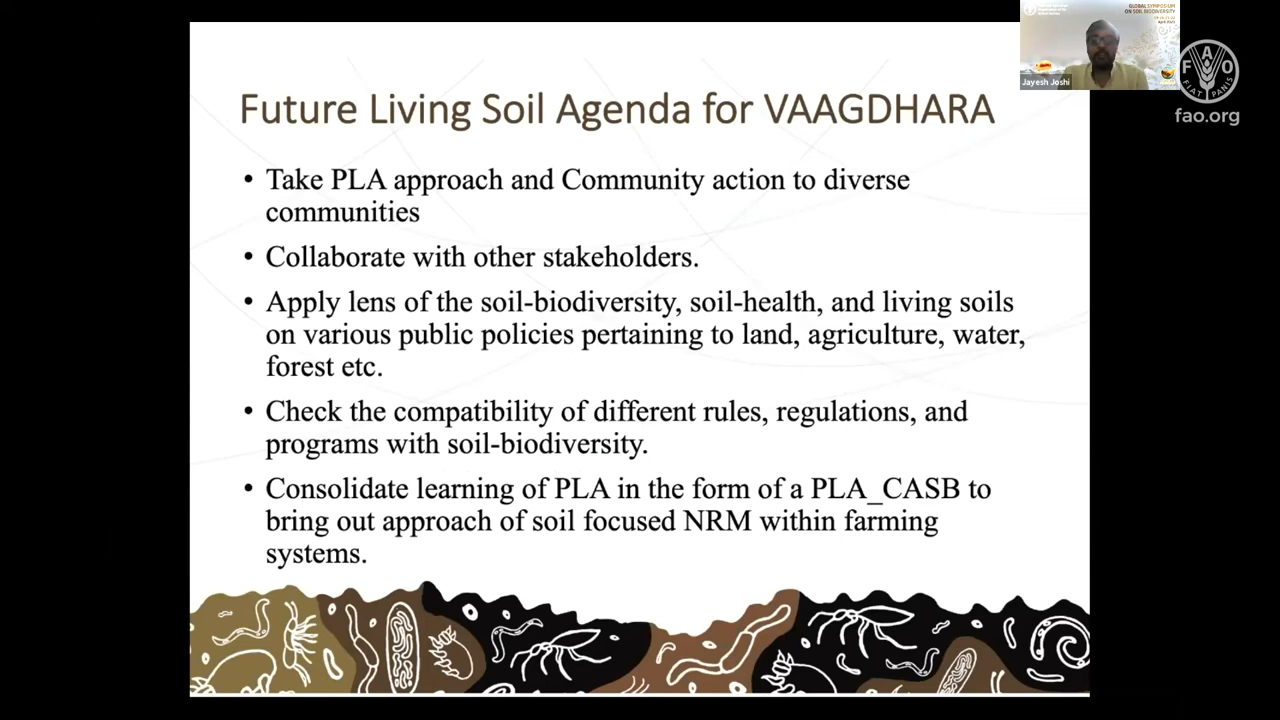 Future Living Soil Agenda for VAAGDHARA
• Take PLA approach and Community action to diverse
communities
• Collaborate with other stakeholders.
• Apply lens of the soil-biodiversity, soil-health, and living soils
on various public policies pertaining to land, agriculture, water,
forest etc.
• Check the compatibility of different rules, regulations, and
programs with soil-biodiversity.
• Consolidate learning of PLA in the form of a PLA_CASB to
bring out approach of soil focused NRM within farming
systems.
GLOBAL SYMPOSIUM
ON SOIL BIODIVERSITY
Jayesh Joshi
F A O
FIAT PANIS
fao.org